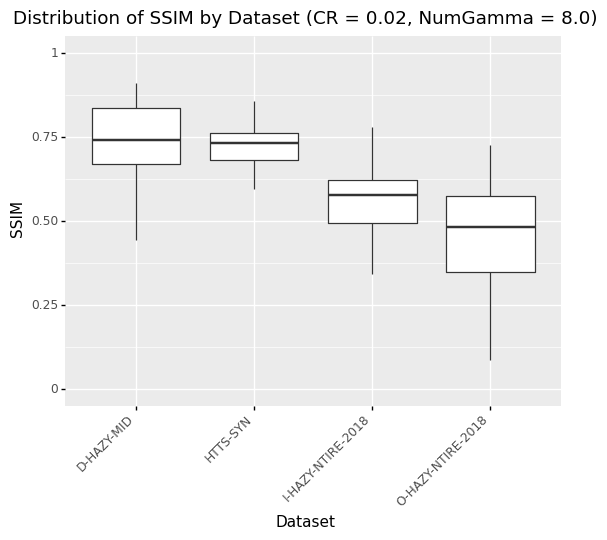 Distribution of SSIM by Dataset (CR = 0.02, NumGamma = 8.0)
1
0.75
0.50
0.25
0
SSIM
D-HAZY-MID
HTTS-SYN
I-HAZY-NTIRE-2018
O-HAZY-NTIRE-2018
Dataset